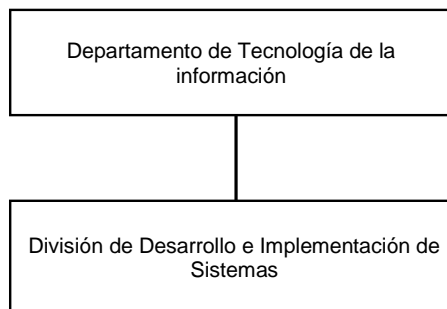 Departamento de Tecnología de la
información
División de Desarrollo e Implementación de
Sistemas